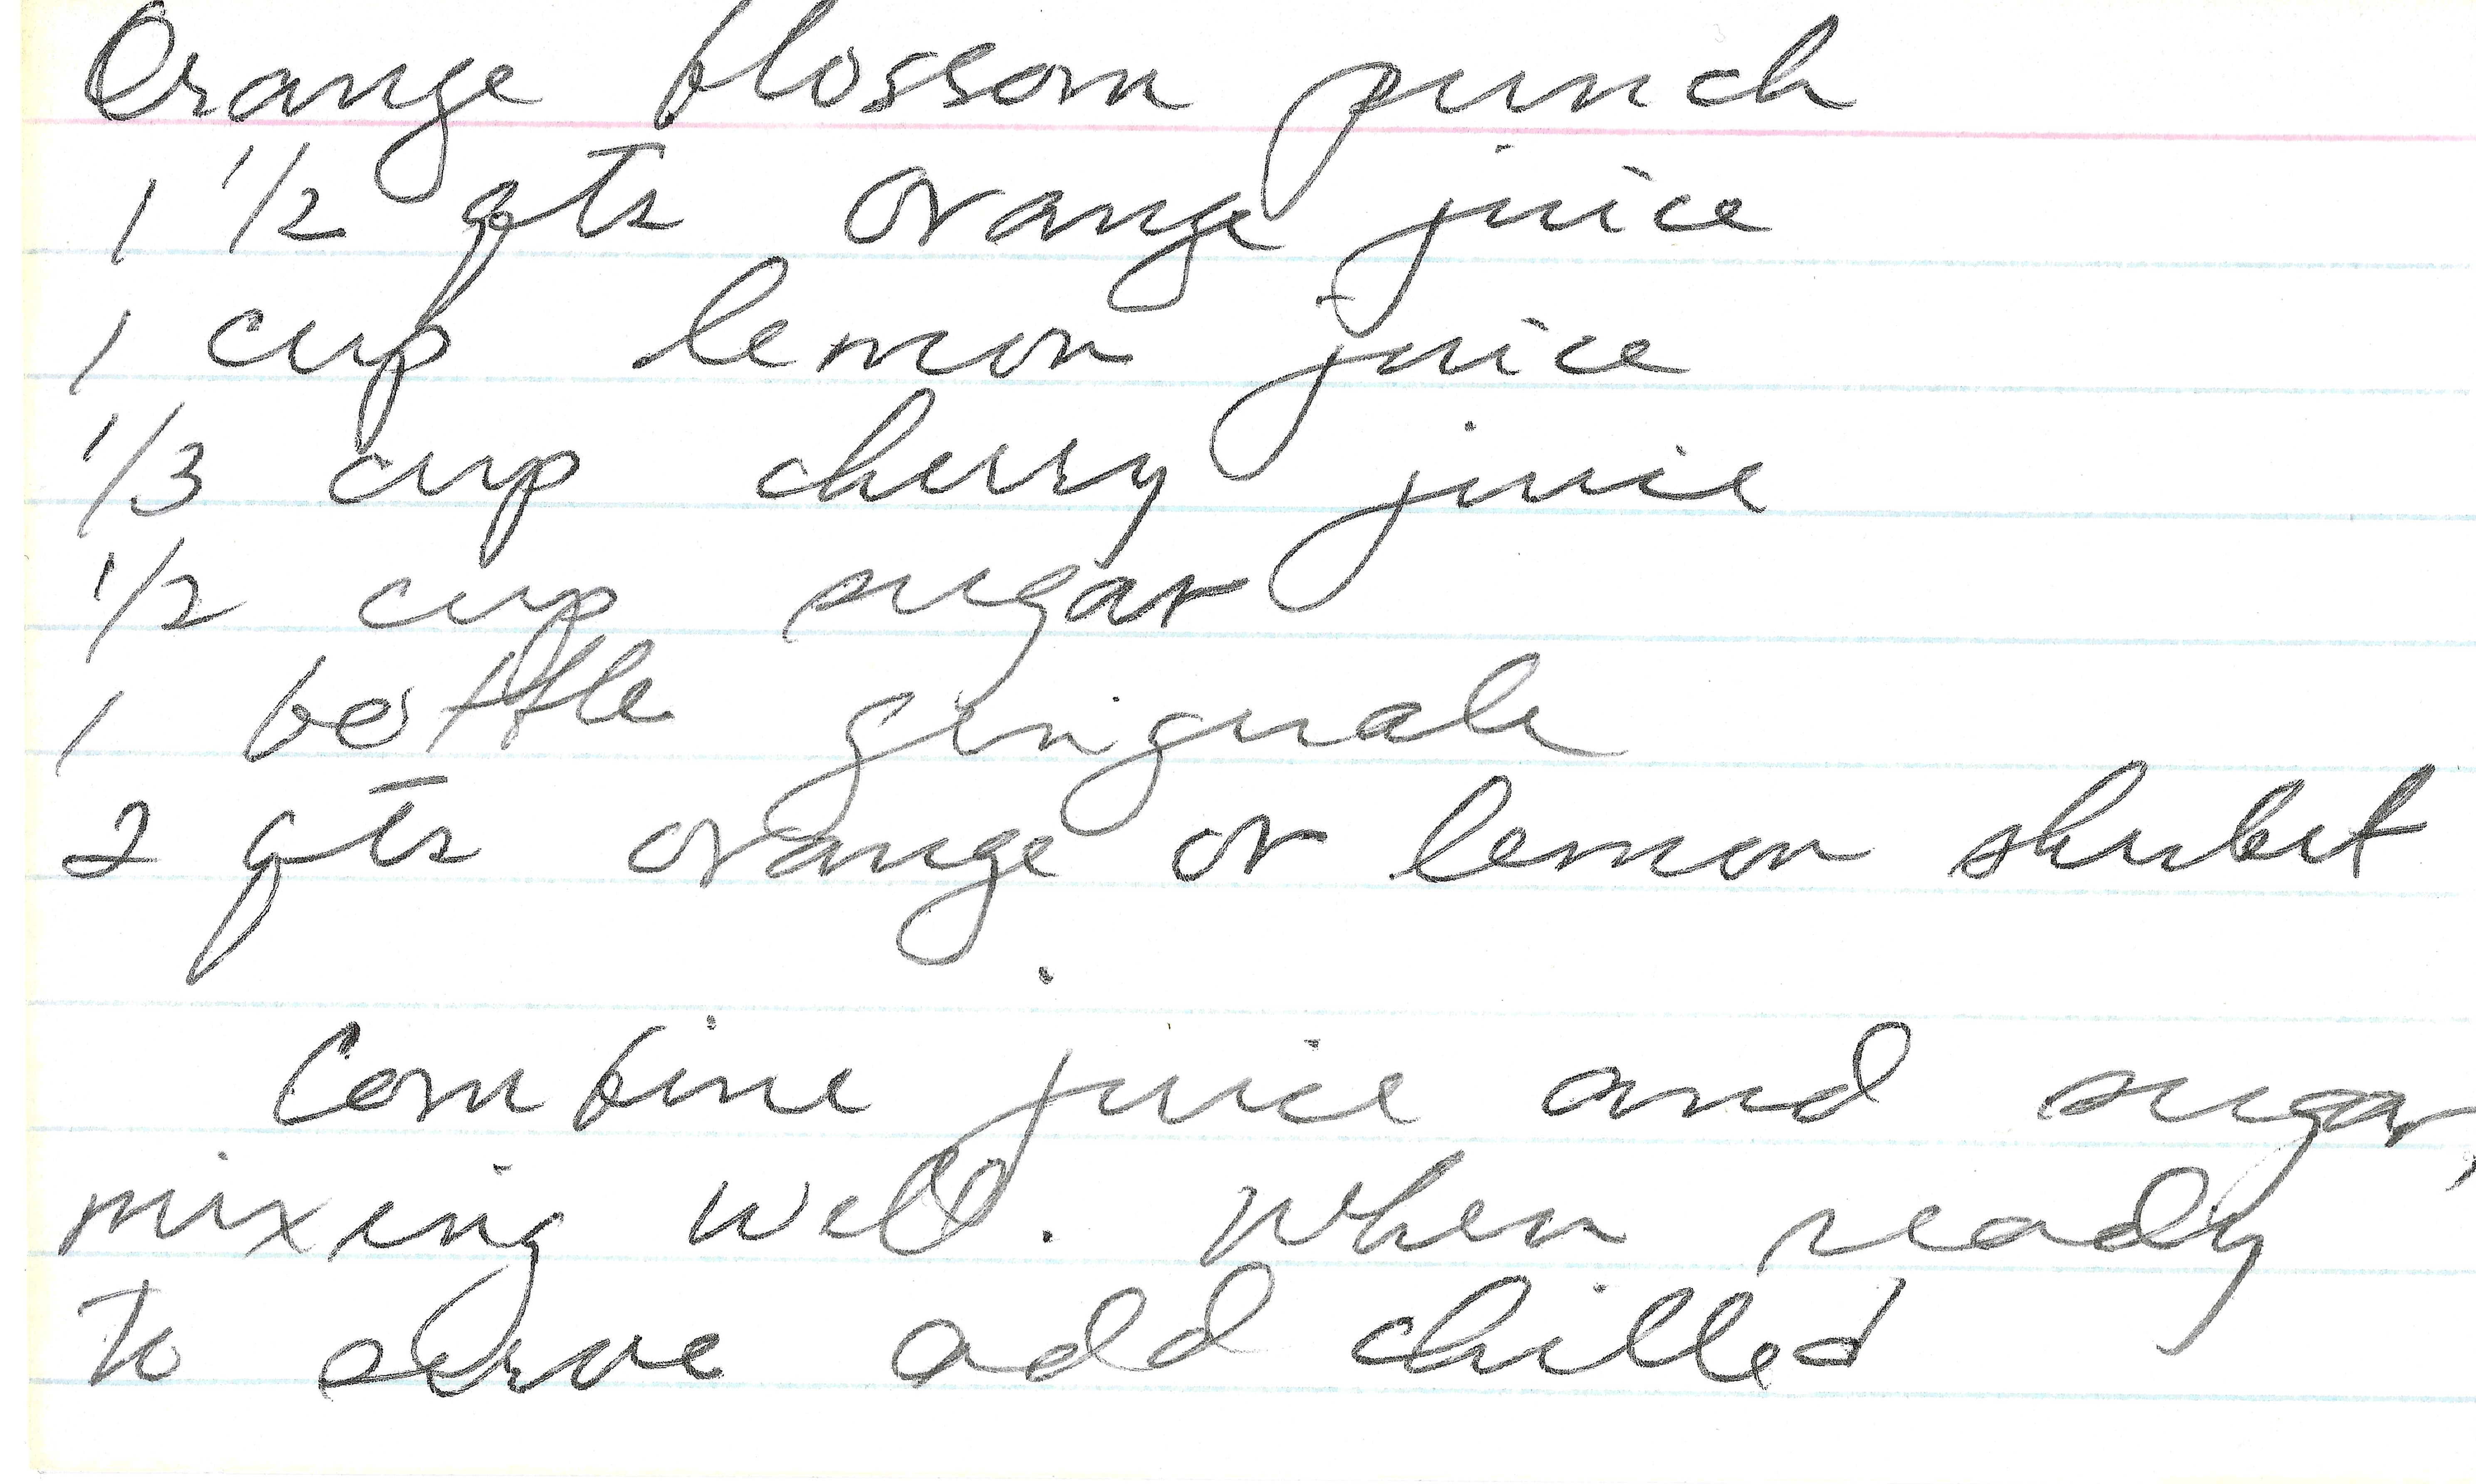 Orange blossom punch
1 1/2 qts orange juice
1 cup lemon juice
1/3 cup cherry juice
1/2 cup sugar
1 bottle gingerale
2 qts orange or lemon sherbert
Combine juice and sugar,
mixing well. When ready
to serve add chilled